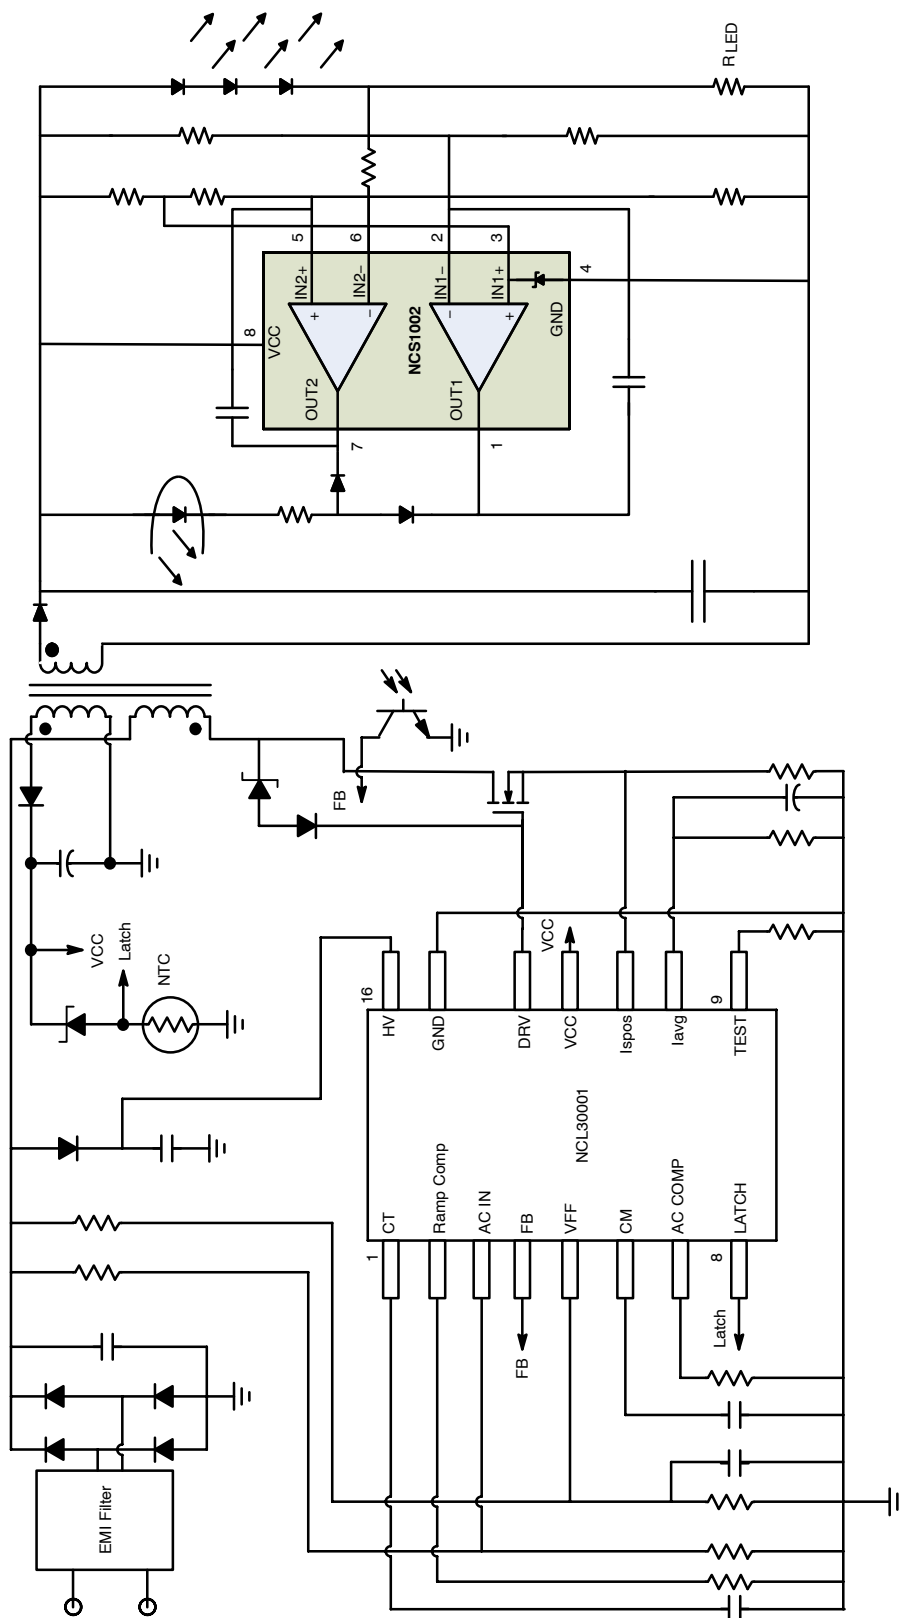 R LED
5
6
2
3
4
IN2+
IN2−
IN1−
IN1+
+
−
−
+
8
VCC
NCS1002
GND
OUT2
OUT1
7
1
FB
VCC
Latch
NTC
VCC
16
9
HV
GND
DRV
VCC
Ispos
Iavg
TEST
NCL30001
CT
Ramp Comp
AC IN
FB
VFF
CM
AC COMP
LATCH
1
8
FB
Latch
EMI Filter